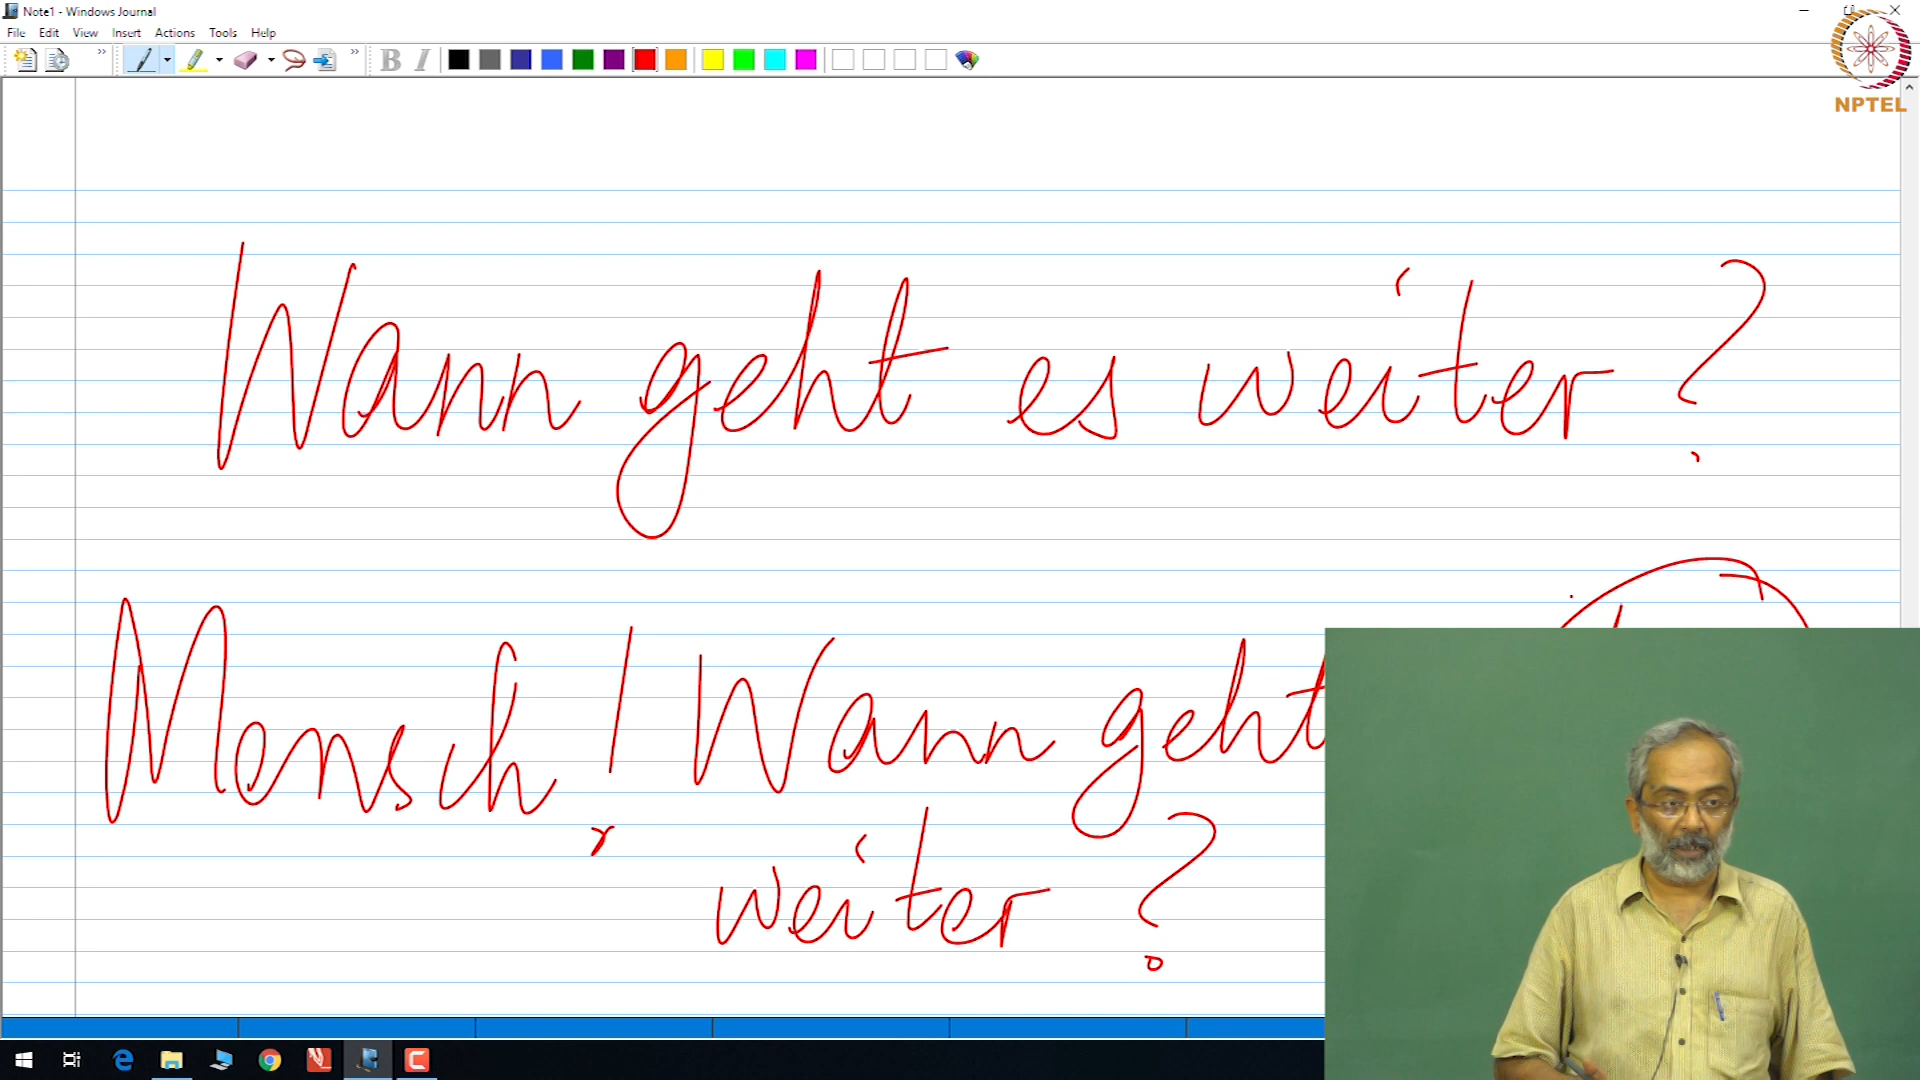 Note1 - Windows Journal
File Edit View Insert Actions Tools Help
B I
NPTEL
Wann geht es weiter?
Mensch! Wann geht
weiter?